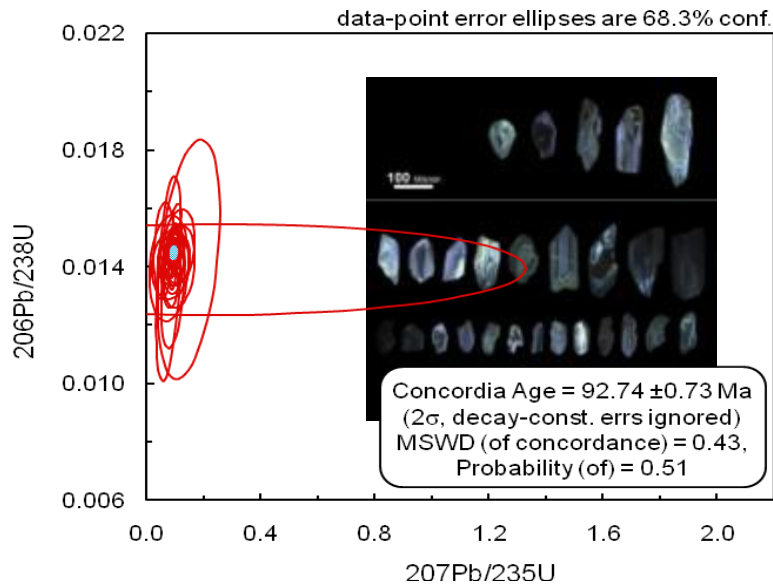 data-point error ellipses are 68.3% conf.
0.022
0.018
0.014
0.010
0.006
206Pb/238U
100
Concordia Age = 92.74 ±0.73 Ma
(2σ, decay-const. errs ignored)
MSWD (of concordance) = 0.43,
Probability (of) = 0.51
0.0 0.4 0.8 1.2 1.6 2.0
207Pb/235U